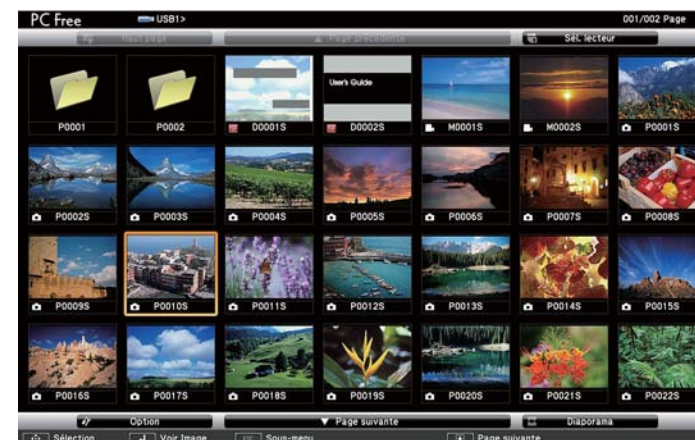 PC Free USB1> 001/002 Page
Haut page ▲ Page précédente Sél. lecteur
User's Guide
P0001 P0002 D0001S D0002S M0001S M0002S P0001S
P0002S P0003S P0004S P0005S P0006S P0007S P0008S
P0009S P0010S P0011S P0012S P0013S P0014S P0015S
P0016S P0017S P0018S P0019S P0020S P0021S P0022S
Option ▼ Page suivante Diaporama
Sélection Voir Image Sous-menu Page suivante